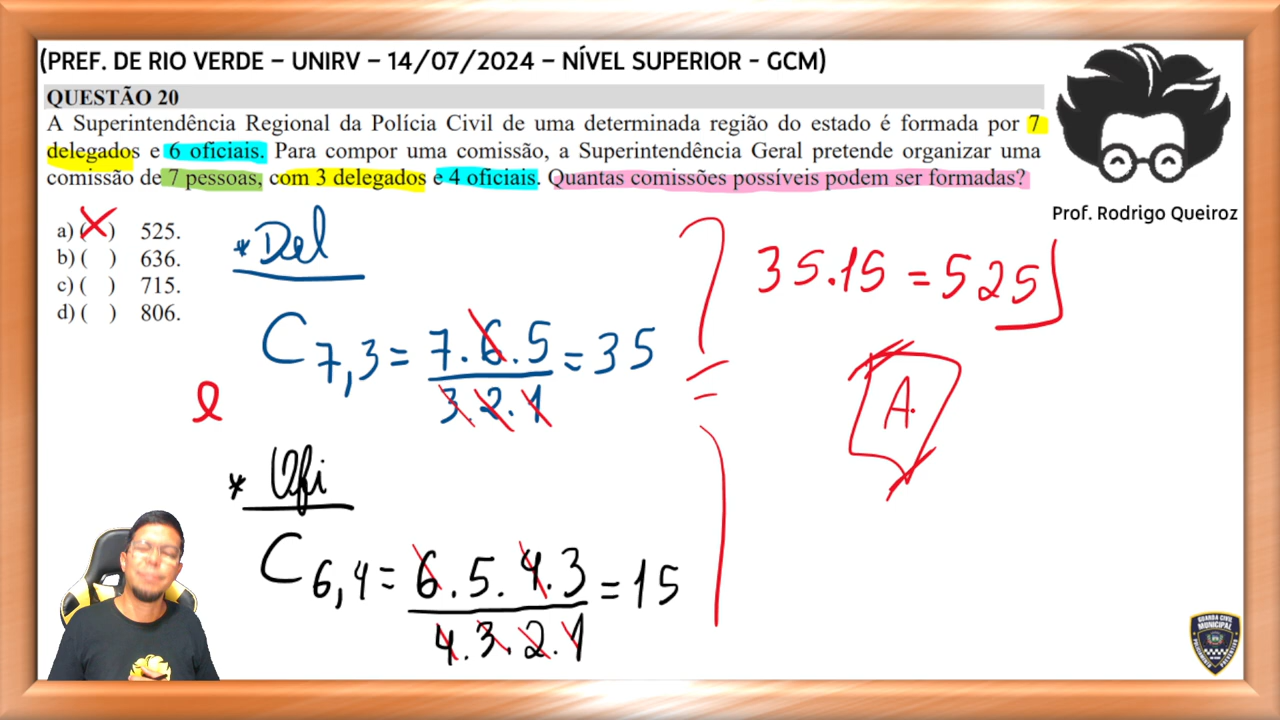 (PREF. DE RIO VERDE – UNIRV – 14/07/2024 – NÍVEL SUPERIOR - GCM)
QUESTÃO 20
A Superintendência Regional da Polícia Civil de uma determinada região do estado é formada por 7
delegados e 6 oficiais. Para compor uma comissão, a Superintendência Geral pretende organizar uma
comissão de 7 pessoas, com 3 delegados e 4 oficiais. Quantas comissões possíveis podem ser formadas?
Prof. Rodrigo Queiroz
a) (X) 525.
b) ( ) 636.
c) ( ) 715.
d) ( ) 806.
* Del
C7,3 = 7.6.5 / 3.2.1 = 35
e
* Ofi
C6,4 = 6.5.4.3 / 4.3.2.1 = 15
=
35.15 = 525
A.
GUARDA CIVIL
MUNICIPAL